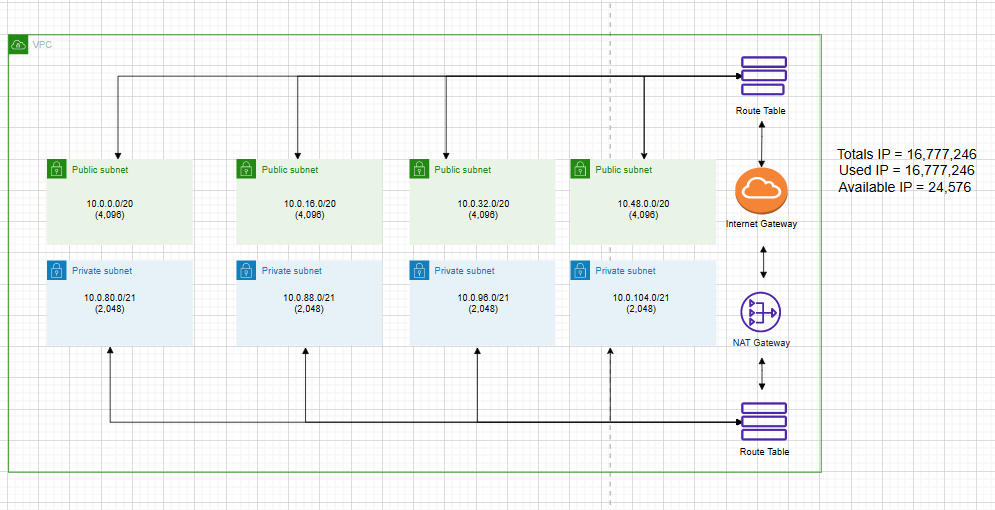 VPC
Route Table
Totals IP = 16,777,246
Used IP = 16,777,246
Available IP = 24,576
Public subnet
10.0.0.0/20
(4,096)
Public subnet
10.0.16.0/20
(4,096)
Public subnet
10.0.32.0/20
(4,096)
Public subnet
10.48.0.0/20
(4,096)
Internet Gateway
Private subnet
10.0.80.0/21
(2,048)
Private subnet
10.0.88.0/21
(2,048)
Private subnet
10.0.96.0/21
(2,048)
Private subnet
10.0.104.0/21
(2,048)
NAT Gateway
Route Table